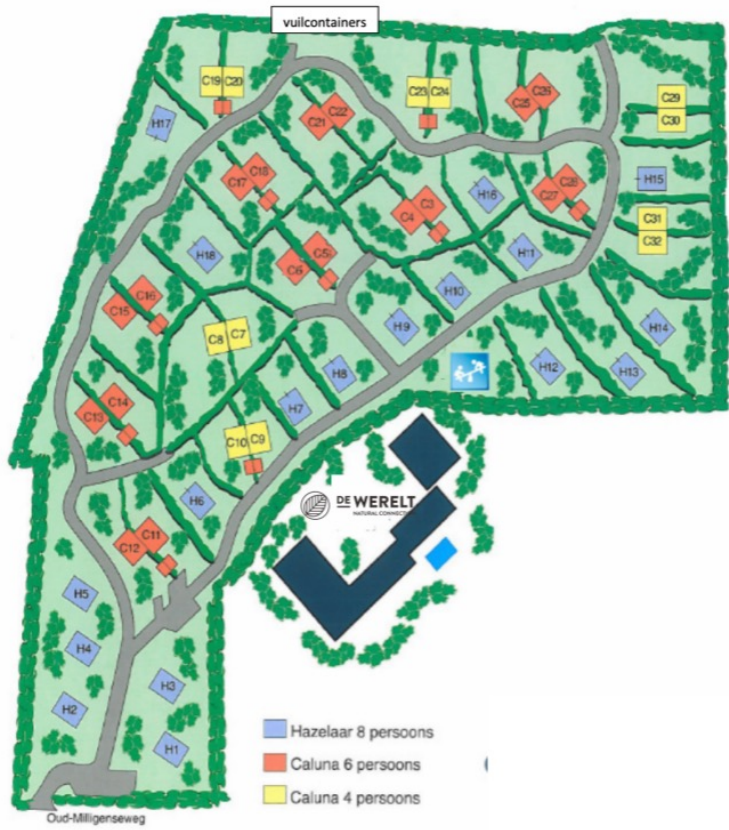 vuilcontainers
C19 C20
C23 C24
C25 C26
C29
C30
C21 C22
H17
C17 C18
H15
C27 C28
H16
C4 C3
C31
C32
H18
C6 C5
H11
H10
C15 C16
H9
H14
C8 C7
H12
H13
H8
C13 C14
H7
C10 C9
H6
DE WERELT
C12 C11
H5
H4
H3
H2
H1
Hazelaar 8 persoons
Caluna 6 persoons
Caluna 4 persoons
Oud-Milligenseweg